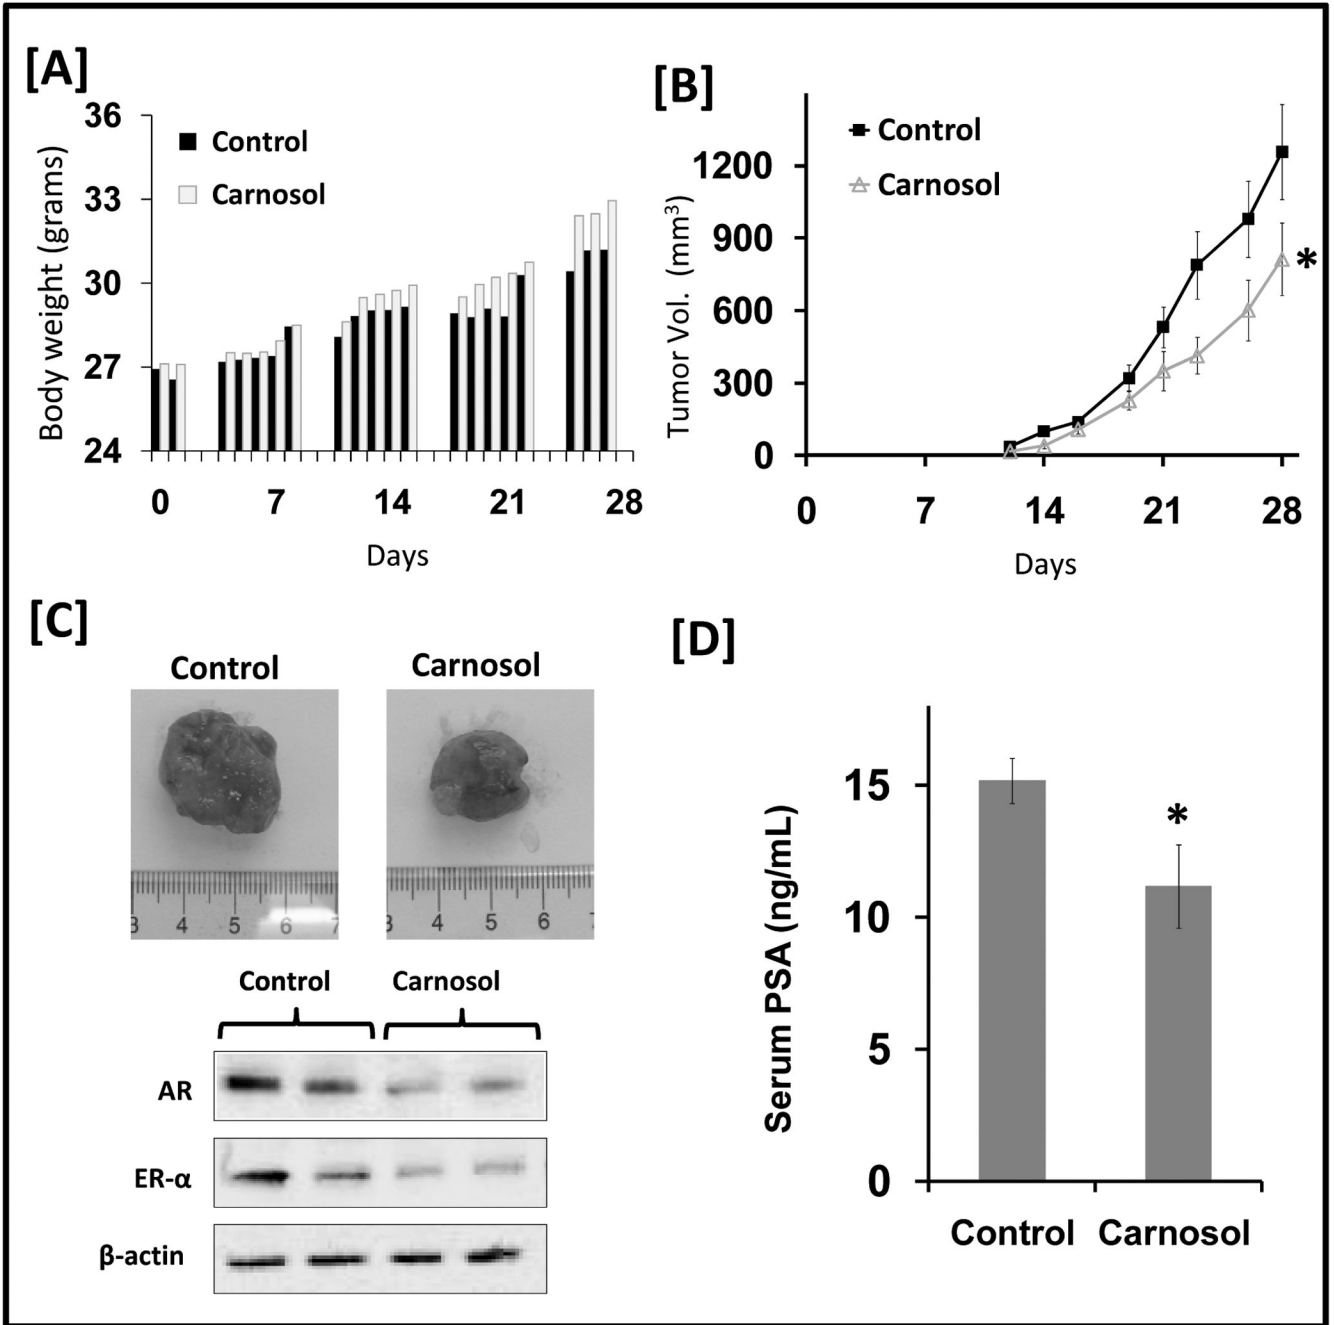 [A]
Body weight (grams)
36
33
30
27
24
Control
Carnosol
0 7 14 21 28
Days
[B]
Tumor Vol. (mm³)
1200
900
600
300
0
Control
Carnosol
*
0 7 14 21 28
Days
[C]
Control Carnosol
3 4 5 6 7
3 4 5 6 7
Control Carnosol
AR
ER-α
β-actin
[D]
Serum PSA (ng/mL)
15
10
5
0
*
Control Carnosol